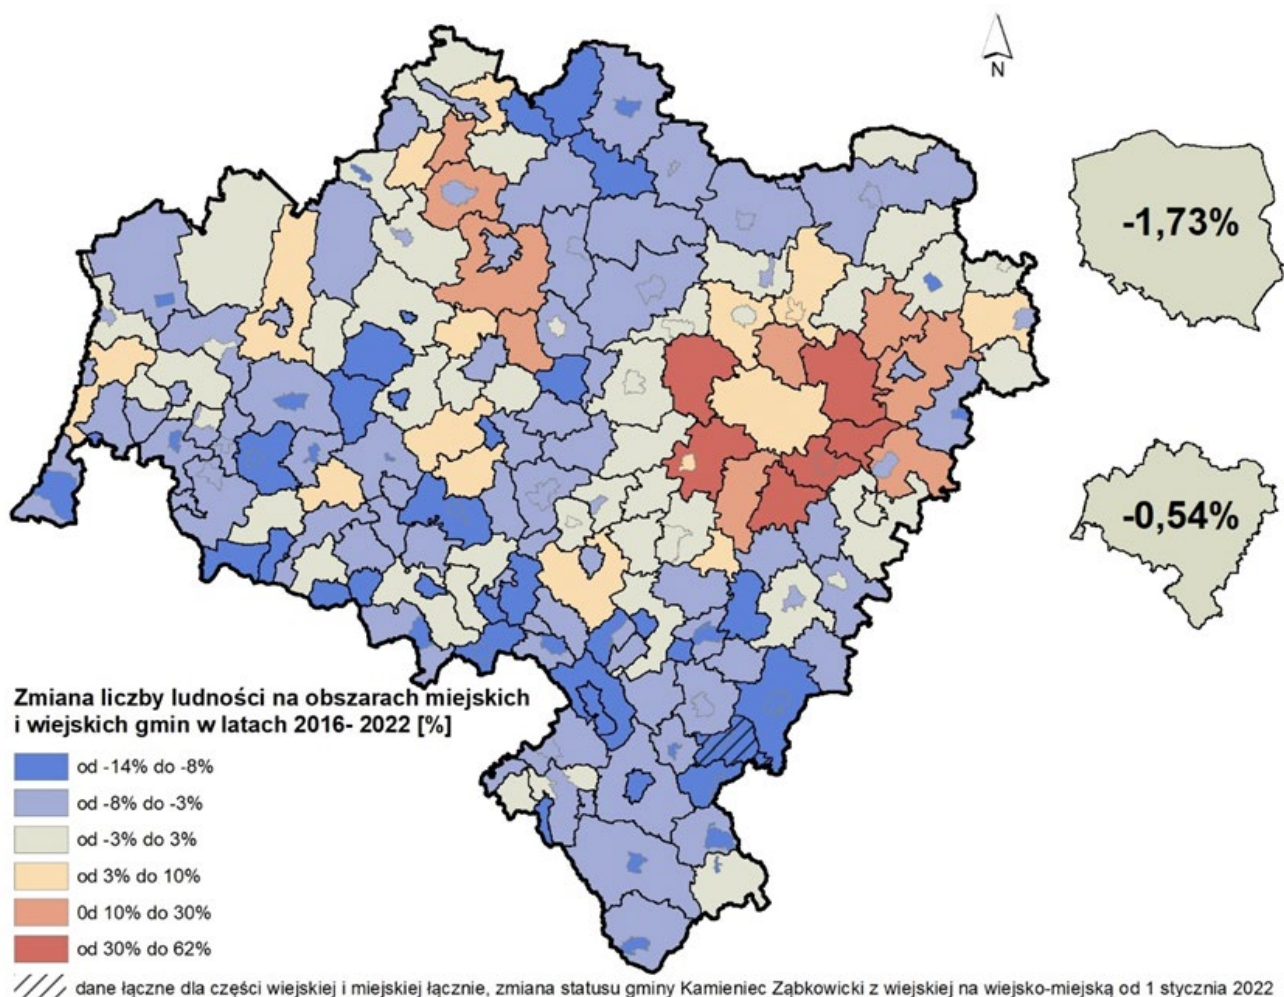 N
-1,73%
-0,54%
Zmiana liczby ludności na obszarach miejskich
i wiejskich gmin w latach 2016- 2022 [%]
od -14% do -8%
od -8% do -3%
od -3% do 3%
od 3% do 10%
0d 10% do 30%
od 30% do 62%
dane łączne dla części wiejskiej i miejskiej łącznie, zmiana statusu gminy Kamieniec Ząbkowicki z wiejskiej na wiejsko-miejską od 1 stycznia 2022